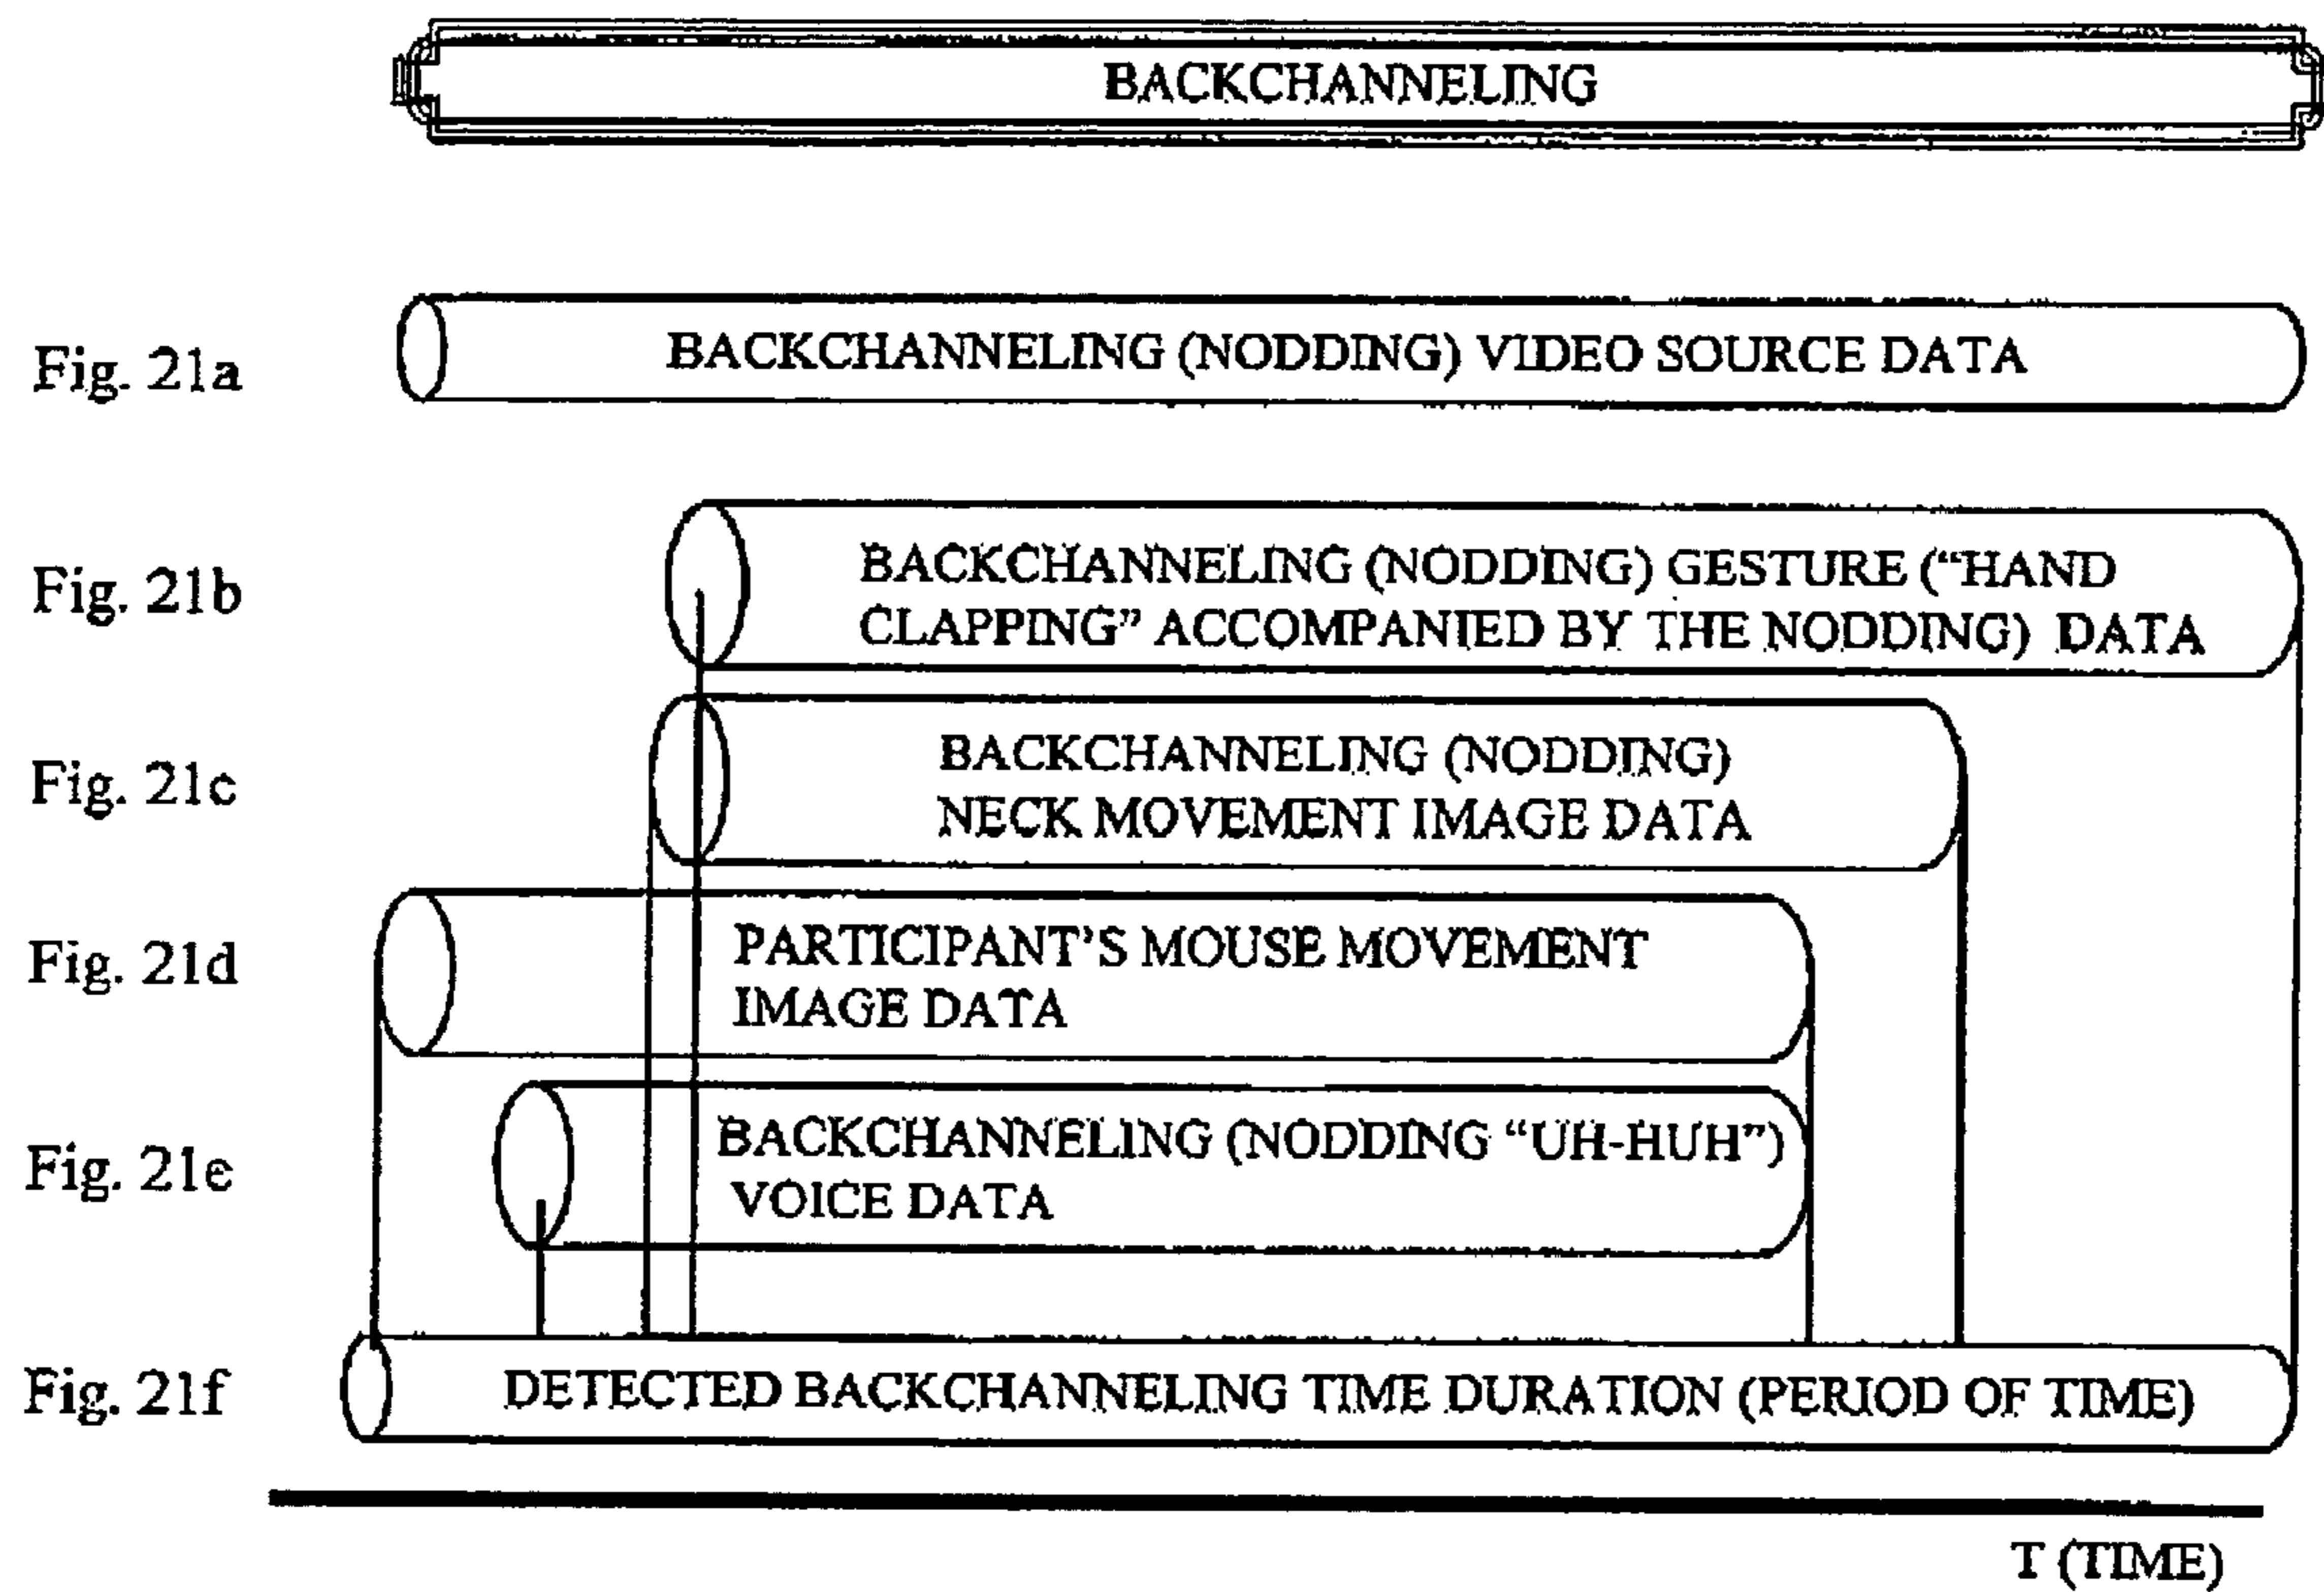 BACKCHANNELING
Fig. 21a
BACKCHANNELING (NODDING) VIDEO SOURCE DATA
Fig. 21b
BACKCHANNELING (NODDING) GESTURE (“HAND
CLAPPING” ACCOMPANIED BY THE NODDING) DATA
Fig. 21c
BACKCHANNELING (NODDING)
NECK MOVEMENT IMAGE DATA
Fig. 21d
PARTICIPANT’S MOUSE MOVEMENT
IMAGE DATA
Fig. 21e
BACKCHANNELING (NODDING “UH-HUH”)
VOICE DATA
Fig. 21f
DETECTED BACKCHANNELING TIME DURATION (PERIOD OF TIME)
T (TIME)